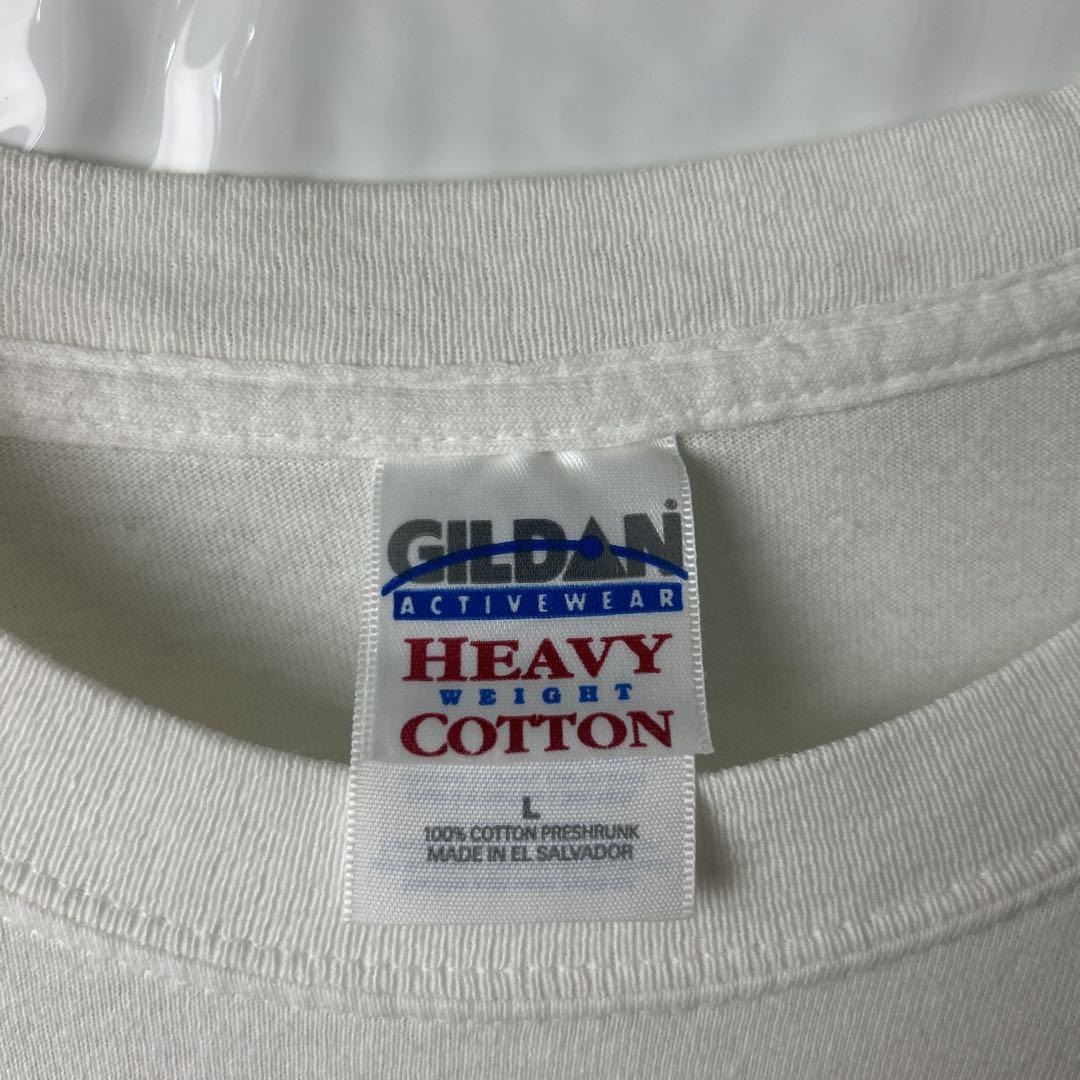 GILDAN®
ACTIVEWEAR
HEAVY
WEIGHT
COTTON
L
100% COTTON PRESHRUNK
MADE IN EL SALVADOR